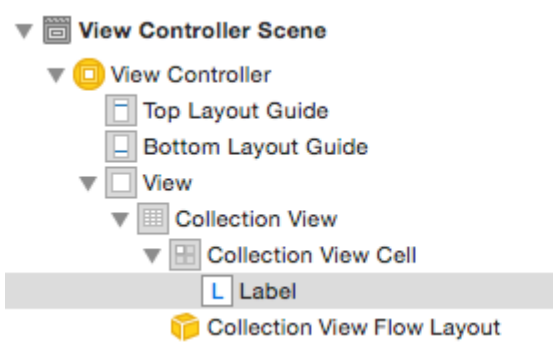 View Controller Scene
View Controller
Top Layout Guide
Bottom Layout Guide
View
Collection View
Collection View Cell
L Label
Collection View Flow Layout